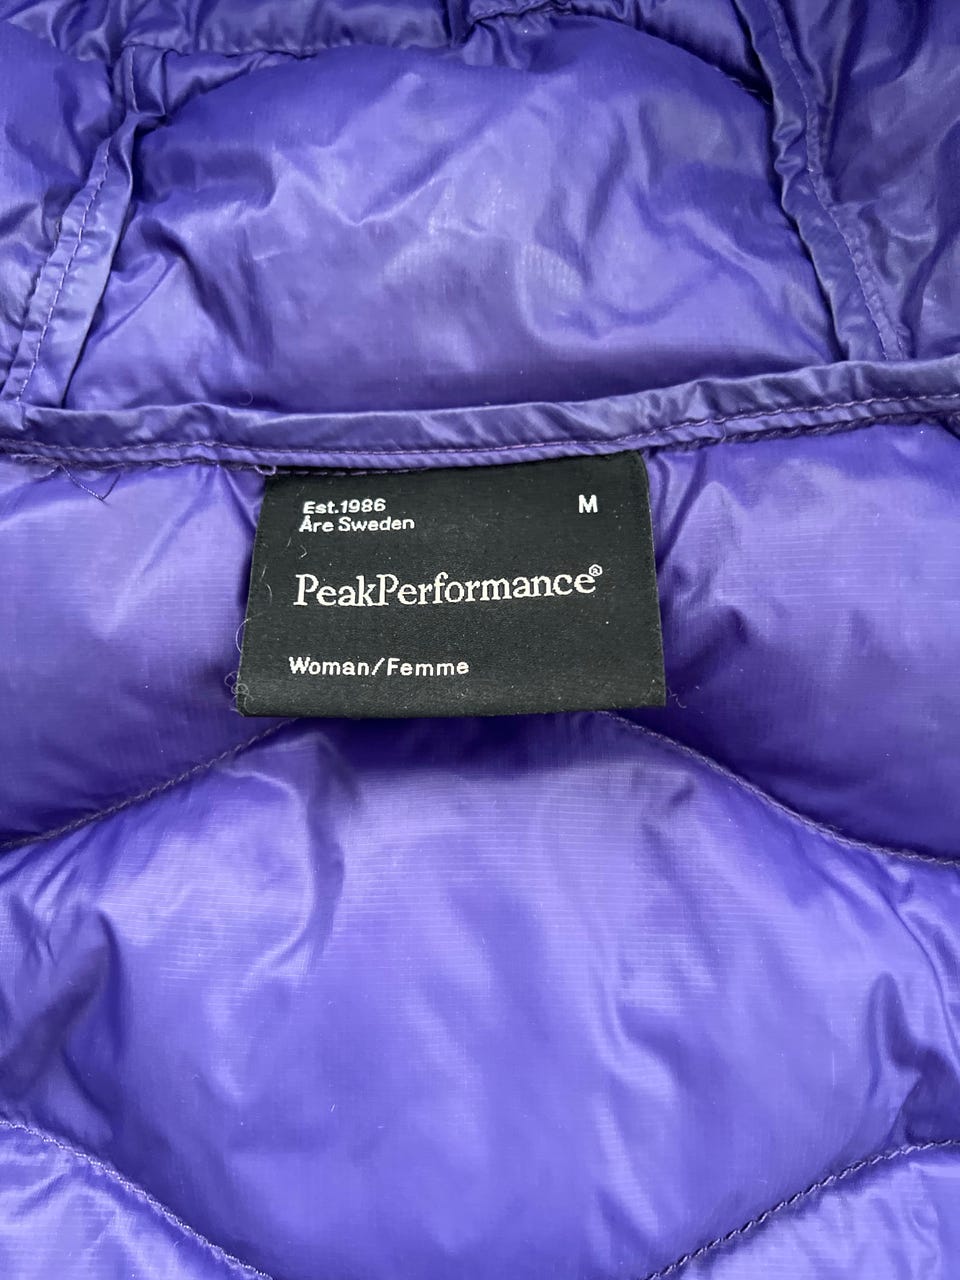 Est.1986
M
Åre Sweden
PeakPerformance®
Woman/Femme